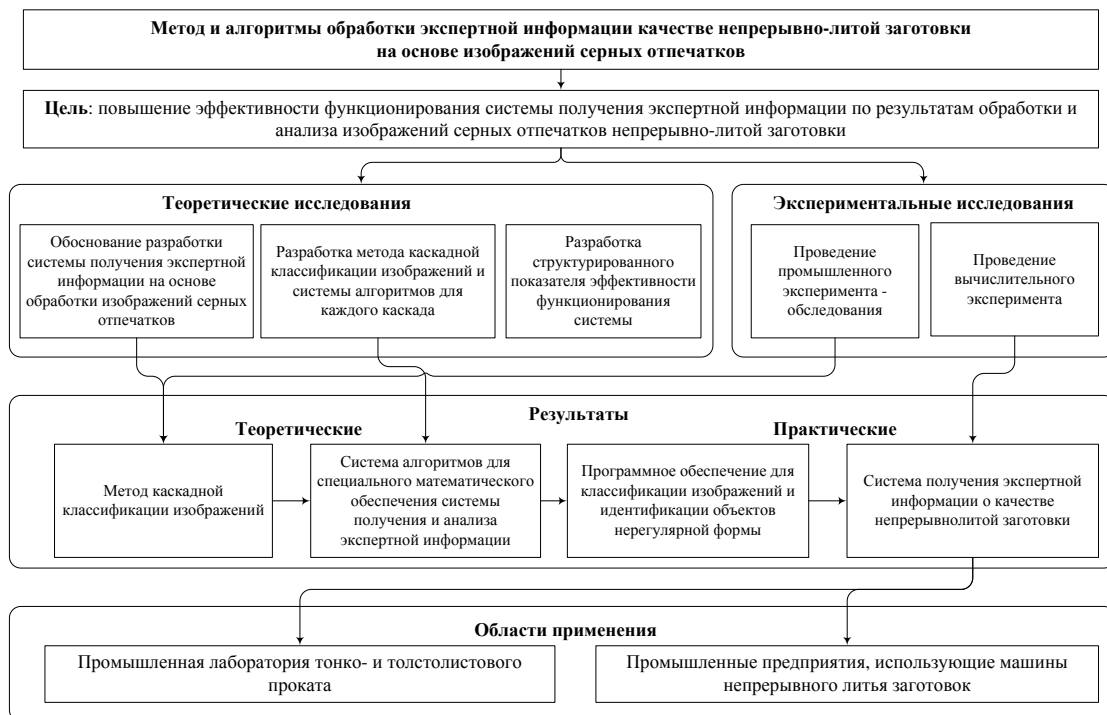 Метод и алгоритмы обработки экспертной информации качестве непрерывно-литой заготовки
на основе изображений серных отпечатков
Цель: повышение эффективности функционирования системы получения экспертной информации по результатам обработки и
анализа изображений серных отпечатков непрерывно-литой заготовки
Теоретические исследования
Обоснование разработки
системы получения экспертной
информации на основе
обработки изображений серных
отпечатков
Разработка метода каскадной
классификации изображений и
системы алгоритмов для
каждого каскада
Разработка
структурированного
показателя эффективности
функционирования
системы
Экспериментальные исследования
Проведение
промышленного
эксперимента -
обследования
Проведение
вычислительного
эксперимента
Результаты
Теоретические
Практические
Метод каскадной
классификации изображений
Система алгоритмов для
специального математического
обеспечения системы
получения и анализа
экспертной информации
Программное обеспечение для
классификации изображений и
идентификации объектов
нерегулярной формы
Система получения экспертной
информации о качестве
непрерывнолитой заготовки
Области применения
Промышленная лаборатория тонко- и толстолистового
проката
Промышленные предприятия, использующие машины
непрерывного литья заготовок